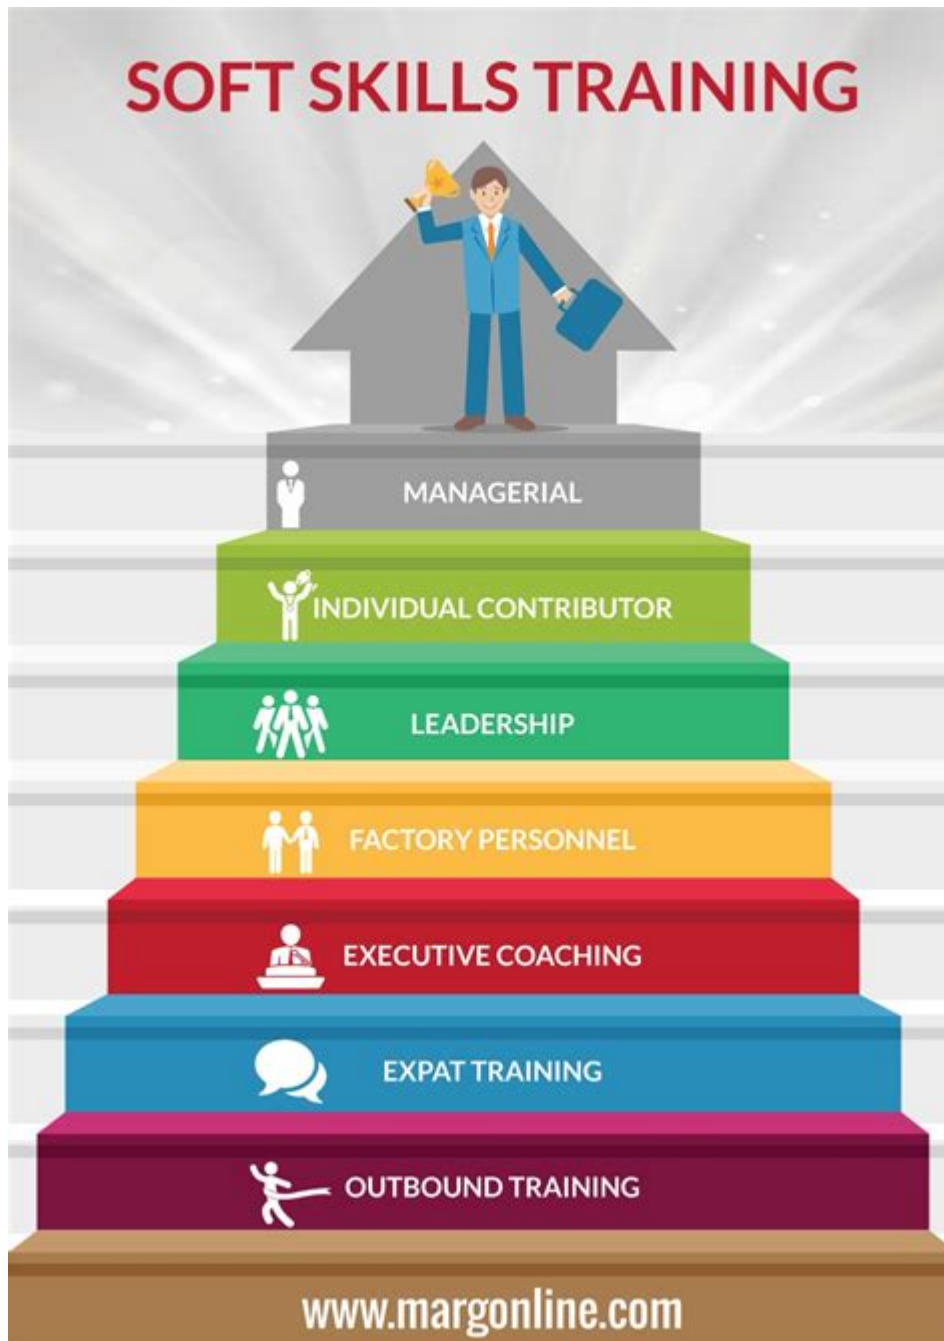 SOFT SKILLS TRAINING
MANAGERIAL
INDIVIDUAL CONTRIBUTOR
LEADERSHIP
FACTORY PERSONNEL
EXECUTIVE COACHING
EXPAT TRAINING
OUTBOUND TRAINING
www.margonline.com